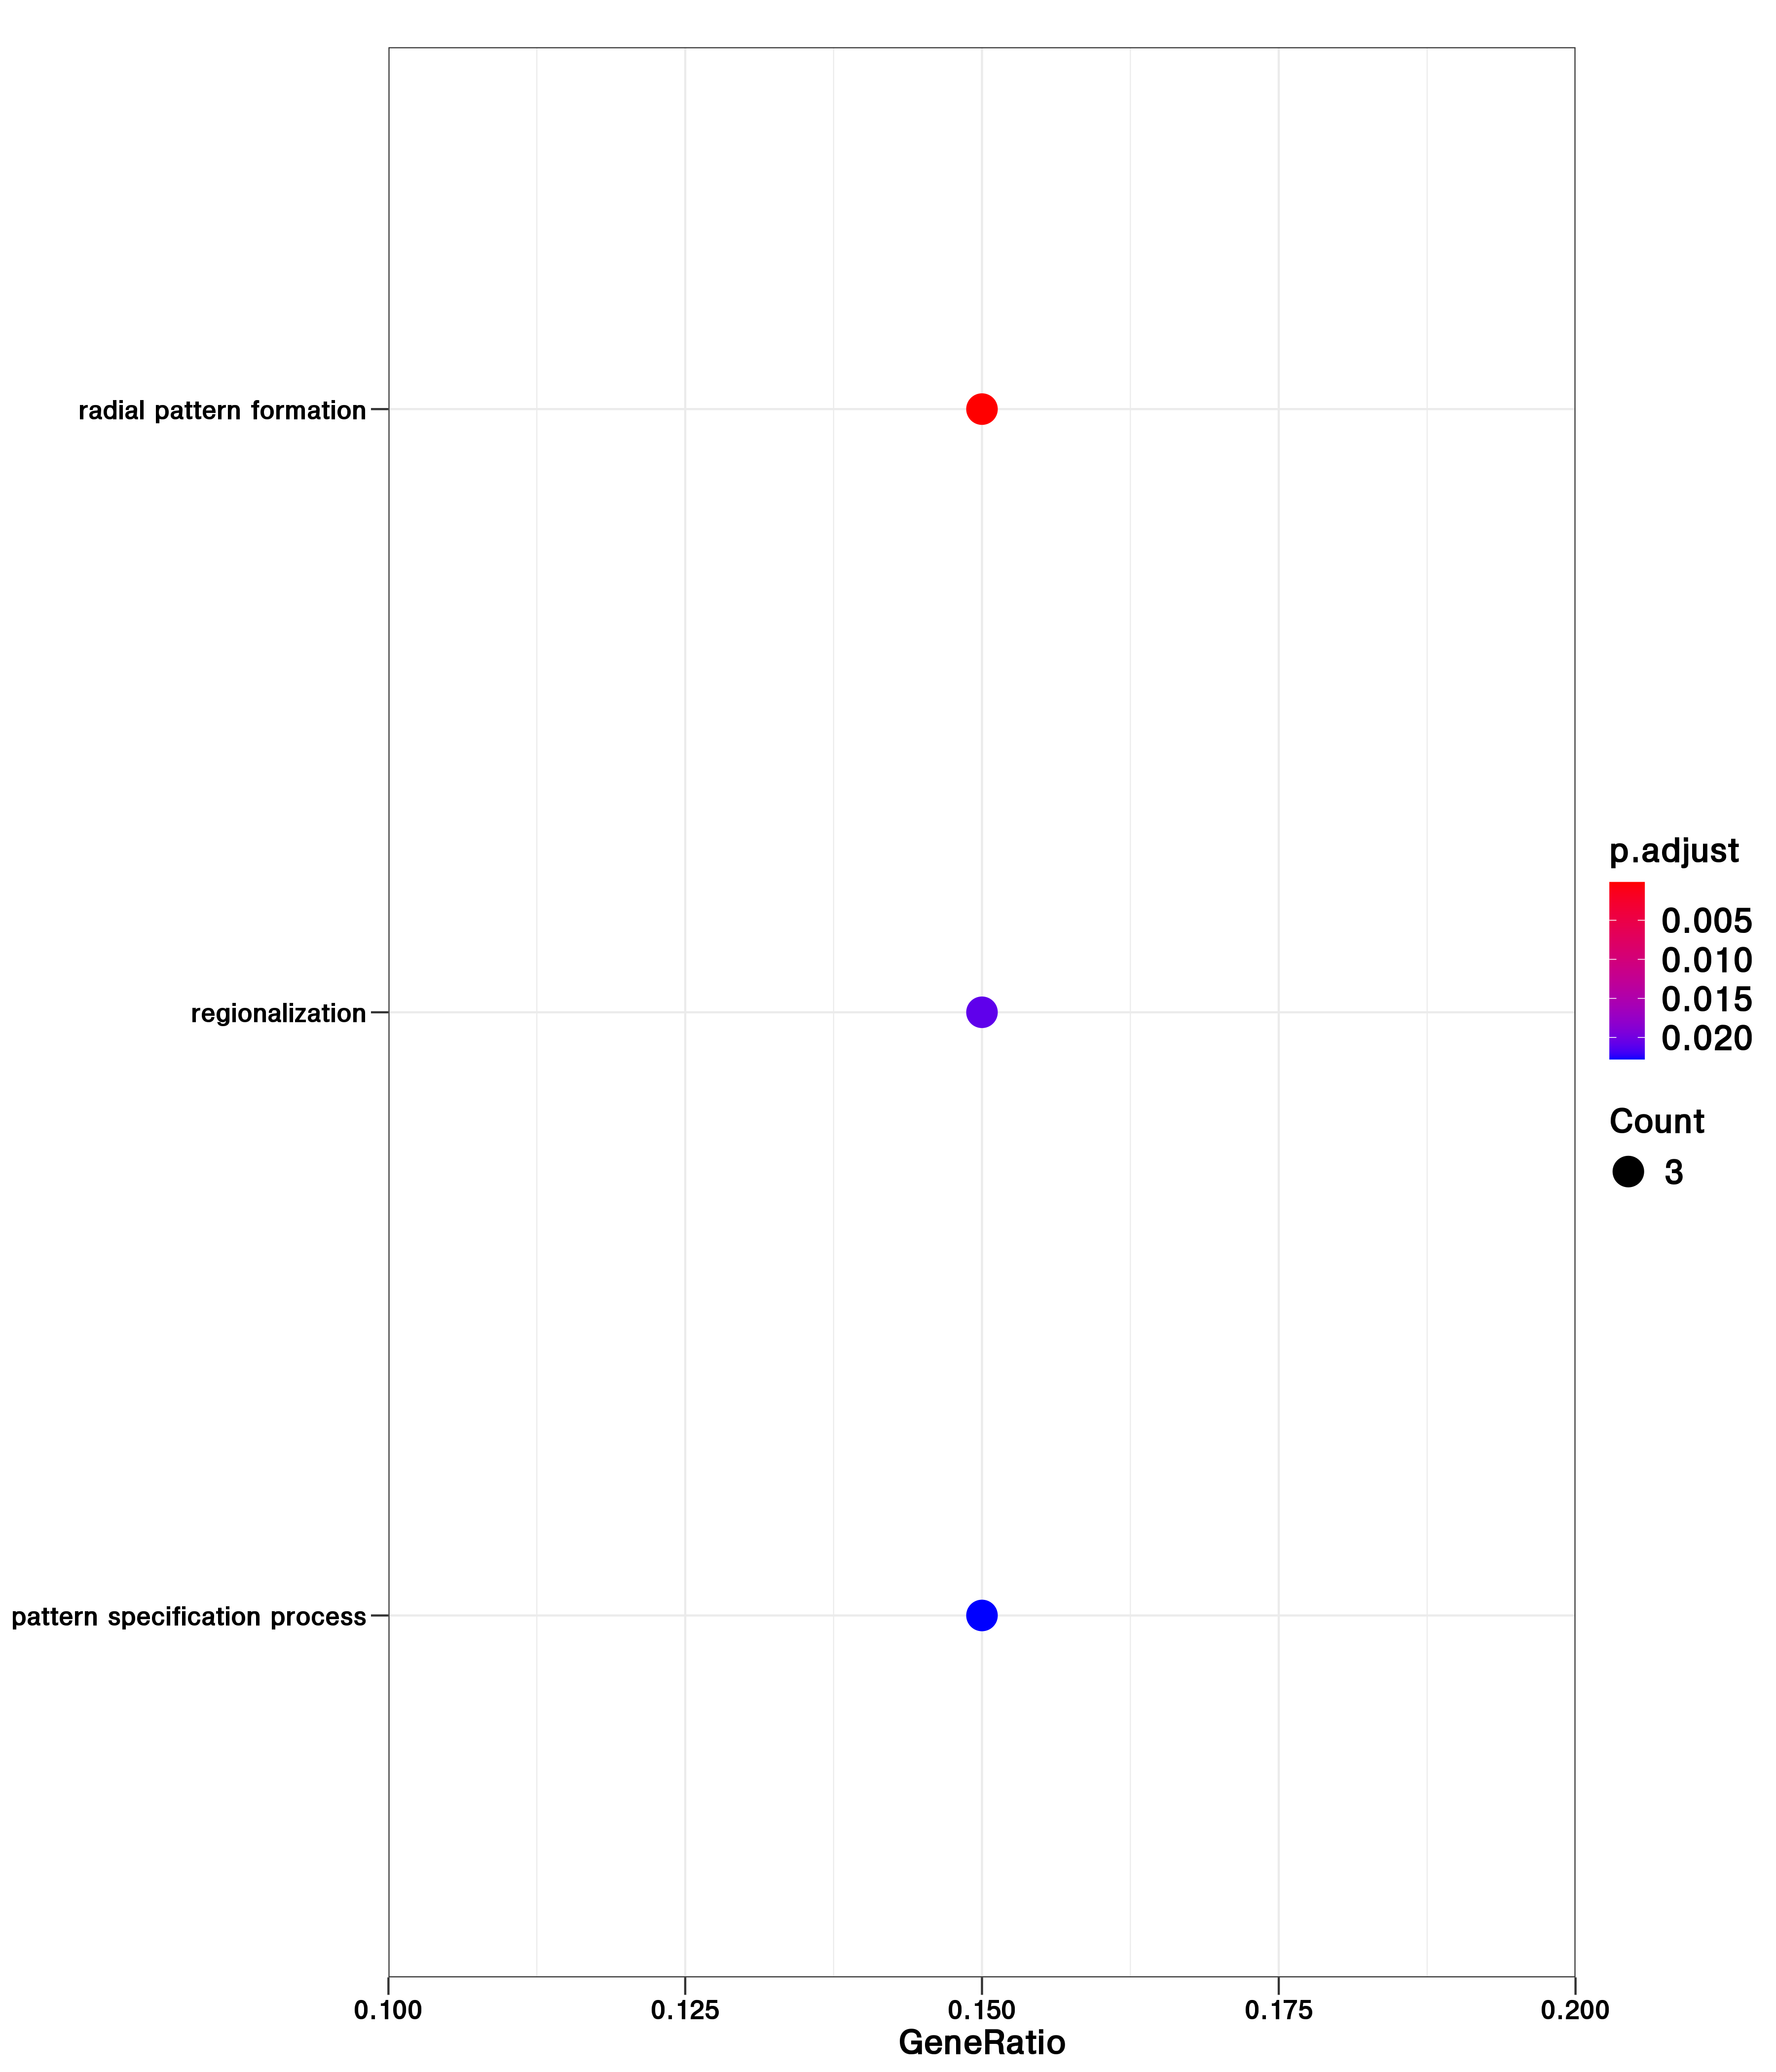 radial pattern formation
regionalization
pattern specification process
0.100
0.125
0.150
0.175
0.200
GeneRatio
p.adjust
0.005
0.010
0.015
0.020
Count
3